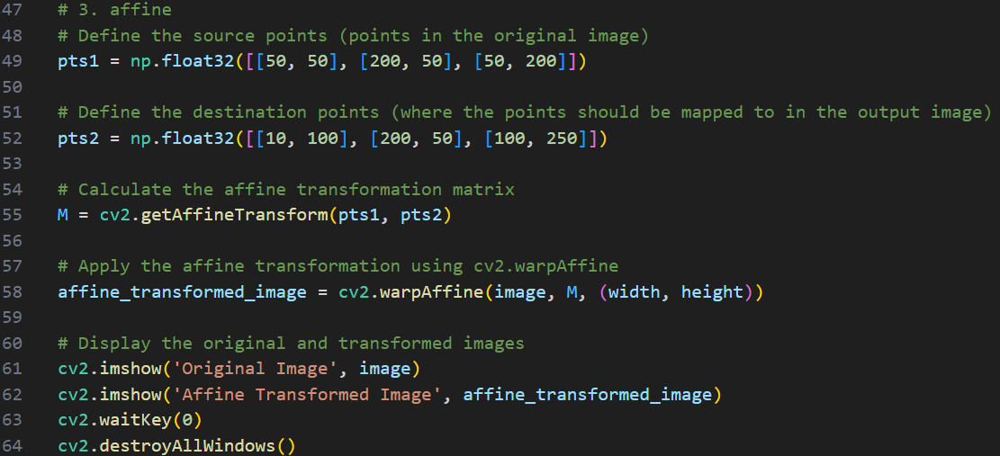 47 # 3. affine
48 # Define the source points (points in the original image)
49 pts1 = np.float32([[50, 50], [200, 50], [50, 200]])
50
51 # Define the destination points (where the points should be mapped to in the output image)
52 pts2 = np.float32([[10, 100], [200, 50], [100, 250]])
53
54 # Calculate the affine transformation matrix
55 M = cv2.getAffineTransform(pts1, pts2)
56
57 # Apply the affine transformation using cv2.warpAffine
58 affine_transformed_image = cv2.warpAffine(image, M, (width, height))
59
60 # Display the original and transformed images
61 cv2.imshow('Original Image', image)
62 cv2.imshow('Affine Transformed Image', affine_transformed_image)
63 cv2.waitKey(0)
64 cv2.destroyAllWindows()